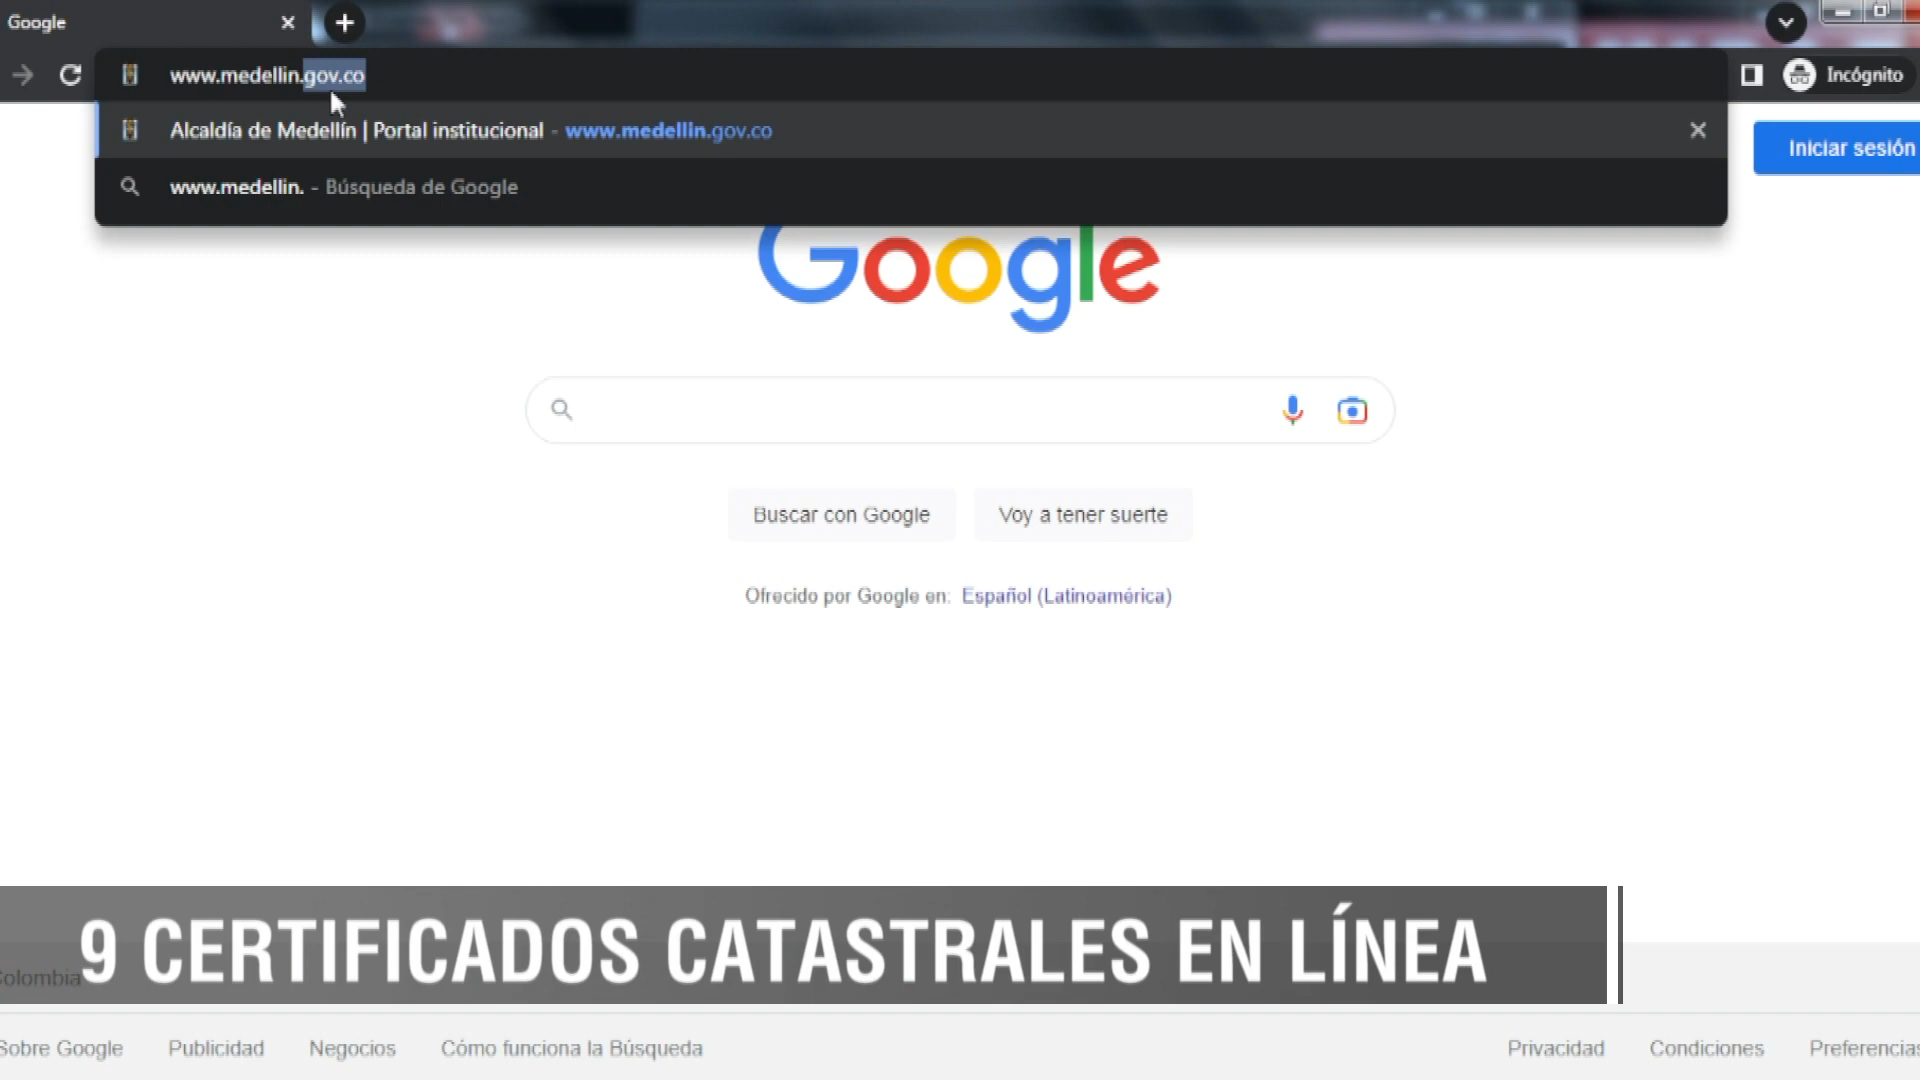 Google
www.medellin.gov.co
Incógnito
Alcaldía de Medellín | Portal institucional - www.medellin.gov.co
www.medellin. - Búsqueda de Google
Iniciar sesión
Google
Buscar con Google
Voy a tener suerte
Ofrecido por Google en: Español (Latinoamérica)
9 CERTIFICADOS CATASTRALES EN LÍNEA
Colombia
Sobre Google
Publicidad
Negocios
Cómo funciona la Búsqueda
Privacidad
Condiciones
Preferencias